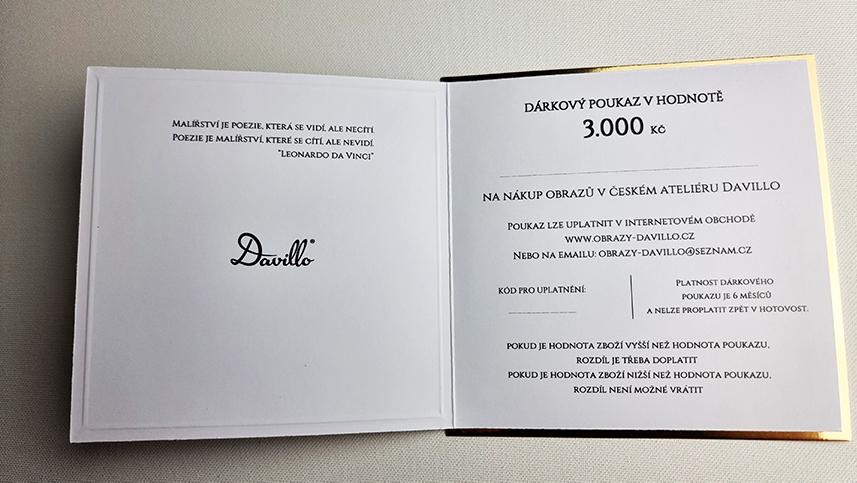 MALÍŘSTVÍ JE POEZIE, KTERÁ SE VIDÍ, ALE NECÍTÍ.
POEZIE JE MALÍŘSTVÍ, KTERÉ SE CÍTÍ, ALE NEVIDÍ.
"LEONARDO DA VINCI"
Davillo®
DÁRKOVÝ POUKAZ V HODNOTĚ
3.000 KČ
NA NÁKUP OBRAZŮ V ČESKÉM ATELIÉRU DAVILLO
POUKAZ LZE UPLATNIT V INTERNETOVÉM OBCHODĚ
WWW.OBRAZY-DAVILLO.CZ
NEBO NA EMAILU: OBRAZY-DAVILLO@SEZNAM.CZ
KÓD PRO UPLATNĚNÍ:
PLATNOST DÁRKOVÉHO
POUKAZU JE 6 MĚSÍCŮ
A NELZE PROPLATIT ZPĚT V HOTOVOST.
POKUD JE HODNOTA ZBOŽÍ VYŠŠÍ NEŽ HODNOTA POUKAZU,
ROZDÍL JE TŘEBA DOPLATIT
POKUD JE HODNOTA ZBOŽÍ NIŽŠÍ NEŽ HODNOTA POUKAZU,
ROZDÍL NENÍ MOŽNÉ VRÁTIT